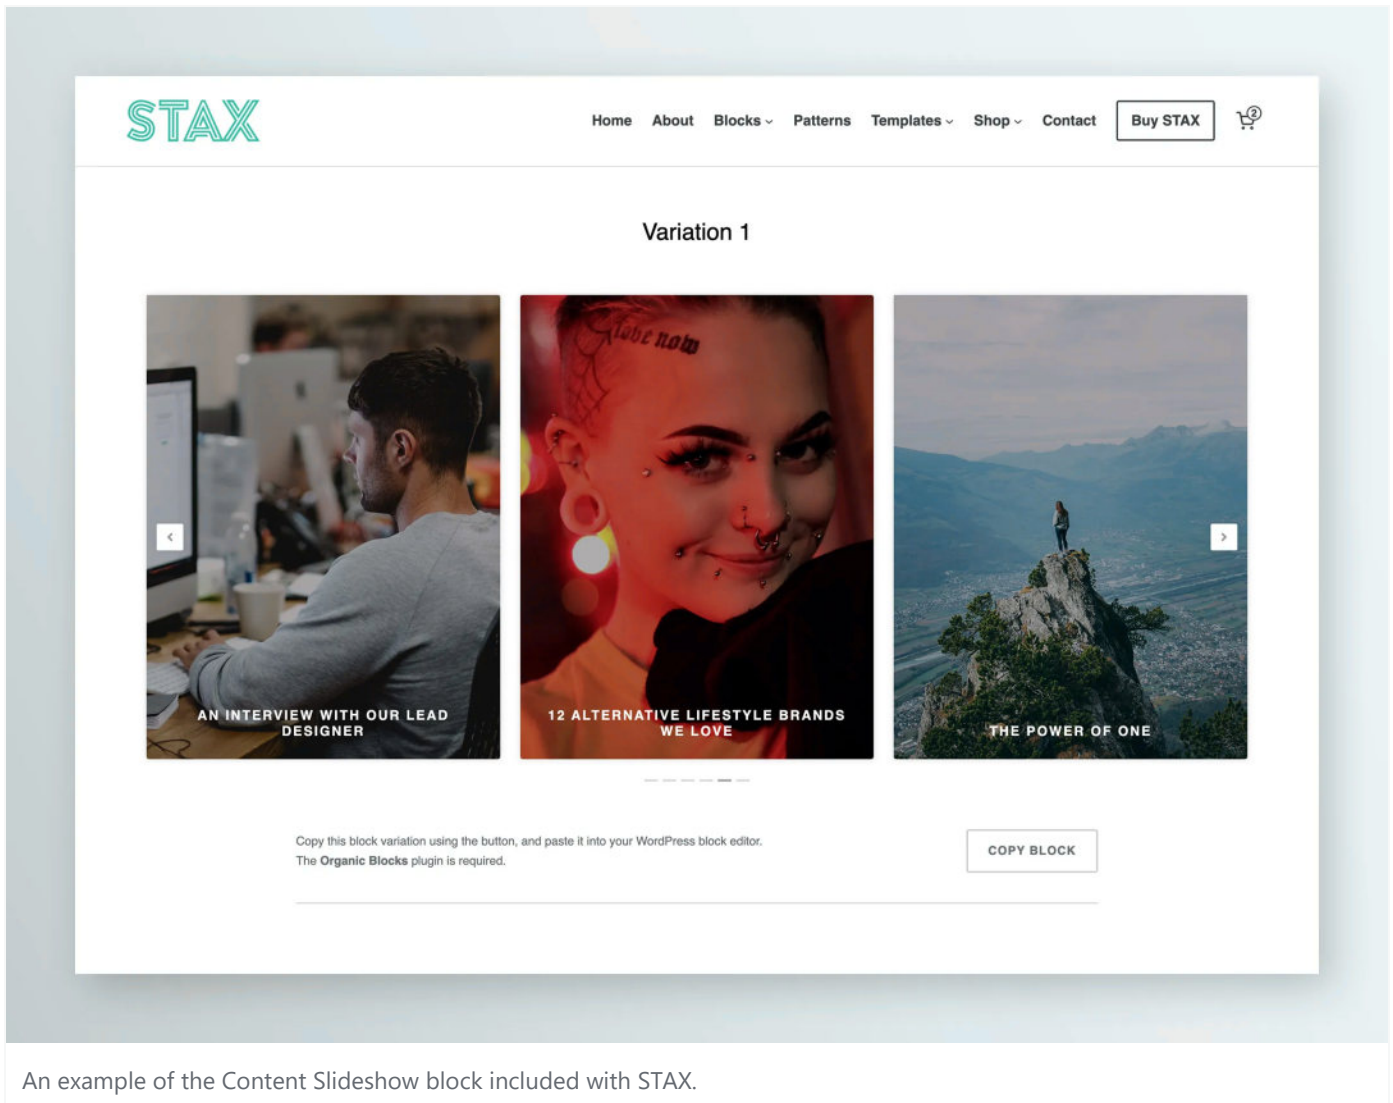 STAX
Home About Blocks Patterns Templates Shop Contact Buy STAX 2
Variation 1
love now
AN INTERVIEW WITH OUR LEAD
DESIGNER
12 ALTERNATIVE LIFESTYLE BRANDS
WE LOVE
THE POWER OF ONE
Copy this block variation using the button, and paste it into your WordPress block editor.
The Organic Blocks plugin is required.
COPY BLOCK
An example of the Content Slideshow block included with STAX.